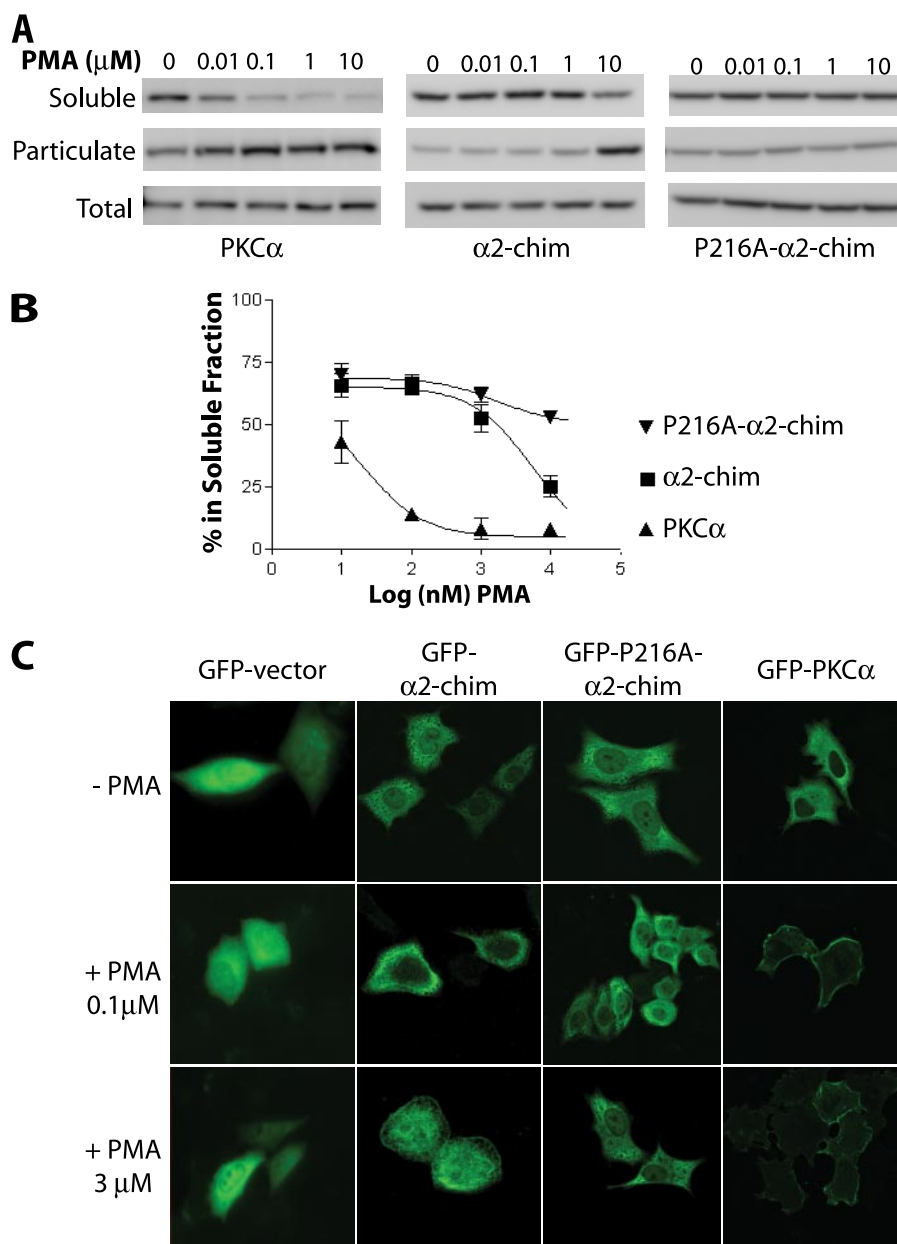 A
PMA (μM) 0 0.01 0.1 1 10 0 0.01 0.1 1 10 0 0.01 0.1 1 10
Soluble
Particulate
Total
PKCα α2-chim P216A-α2-chim
B
% in Soluble Fraction
100
75
50
25
0
0 1 2 3 4 5
Log (nM) PMA
P216A-α2-chim
α2-chim
PKCα
C
GFP-vector
GFP-
α2-chim
GFP-P216A-
α2-chim
GFP-PKCα
- PMA
+ PMA
0.1μM
+ PMA
3 μM